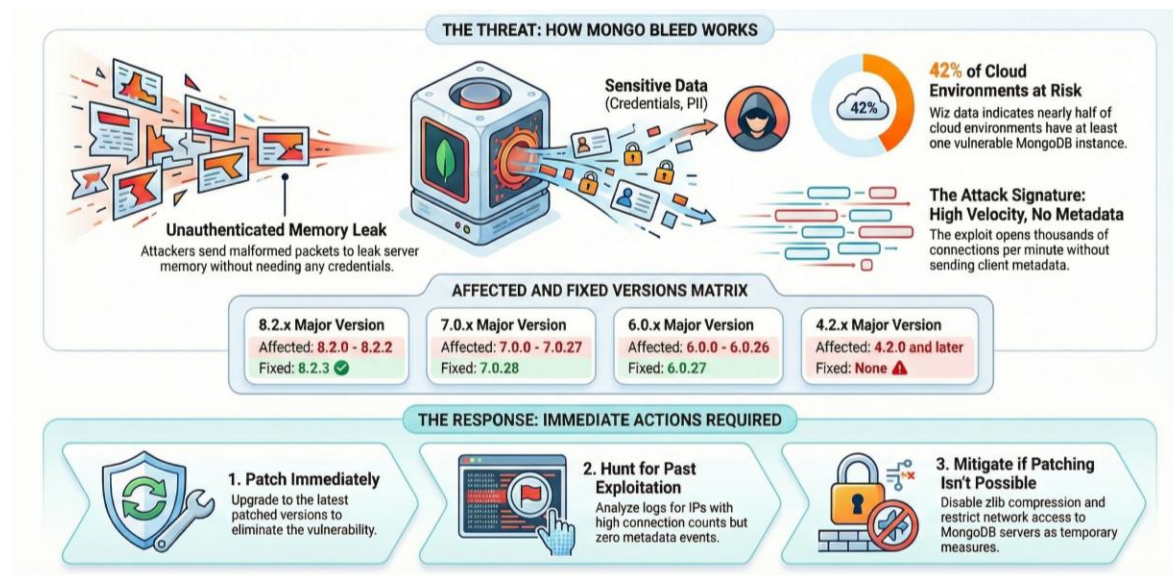 THE THREAT: HOW MONGO BLEED WORKS
Unauthenticated Memory Leak
Attackers send malformed packets to leak server
memory without needing any credentials.
Sensitive Data
(Credentials, PII)
42%
42% of Cloud
Environments at Risk
Wiz data indicates nearly half of
cloud environments have at least
one vulnerable MongoDB instance.
The Attack Signature:
High Velocity, No Metadata
The exploit opens thousands of
connections per minute without
sending client metadata.
AFFECTED AND FIXED VERSIONS MATRIX
8.2.x Major Version
Affected: 8.2.0 - 8.2.2
Fixed: 8.2.3
7.0.x Major Version
Affected: 7.0.0 - 7.0.27
Fixed: 7.0.28
6.0.x Major Version
Affected: 6.0.0 - 6.0.26
Fixed: 6.0.27
4.2.x Major Version
Affected: 4.2.0 and later
Fixed: None
THE RESPONSE: IMMEDIATE ACTIONS REQUIRED
1. Patch Immediately
Upgrade to the latest
patched versions to
eliminate the vulnerability.
2. Hunt for Past
Exploitation
Analyze logs for IPs with
high connection counts but
zero metadata events.
3. Mitigate if Patching
Isn't Possible
Disable zlib compression and
restrict network access to
MongoDB servers as temporary
measures.